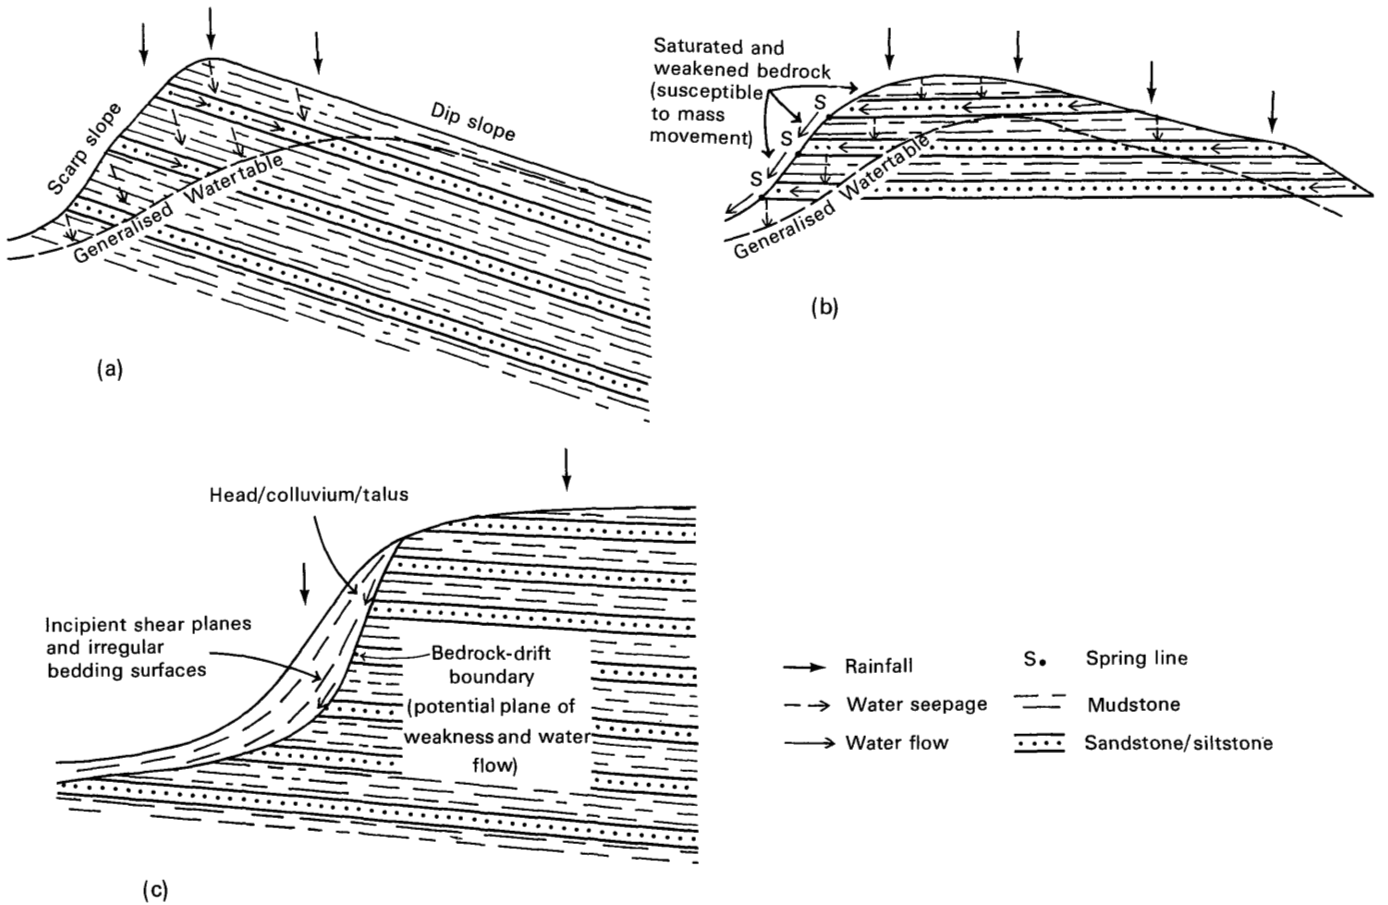 Scarp slope
Dip slope
Generalised Watertable
(a)
Saturated and
weakened bedrock
(susceptible
to mass
movement)
S
S
S
Generalised Watertable
(b)
Head/colluvium/talus
Incipient shear planes
and irregular
bedding surfaces
Bedrock-drift
boundary
(potential plane of
weakness and water
flow)
(c)
Rainfall
Water seepage
Water flow
S. Spring line
Mudstone
Sandstone/siltstone